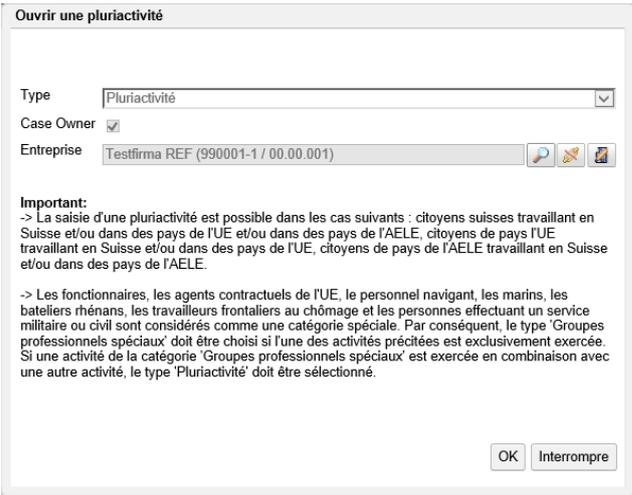 Ouvrir une pluriactivité
Type
Pluriactivité
Case Owner
Entreprise
Testfirma REF (990001-1 / 00.00.001)
Important:
-> La saisie d'une pluriactivité est possible dans les cas suivants : citoyens suisses travaillant en
Suisse et/ou dans des pays de l'UE et/ou dans des pays de l'AELE, citoyens de pays l'UE
travaillant en Suisse et/ou dans des pays de l'UE, citoyens de pays de l'AELE travaillant en Suisse
et/ou dans des pays de l'AELE.
-> Les fonctionnaires, les agents contractuels de l'UE, le personnel navigant, les marins, les
bateliers rhénans, les travailleurs frontaliers au chômage et les personnes effectuant un service
militaire ou civil sont considérés comme une catégorie spéciale. Par conséquent, le type 'Groupes
professionnels spéciaux' doit être choisi si l'une des activités précitées est exclusivement exercée.
Si une activité de la catégorie 'Groupes professionnels spéciaux' est exercée en combinaison avec
une autre activité, le type 'Pluriactivité' doit être sélectionné.
OK
Interrompre